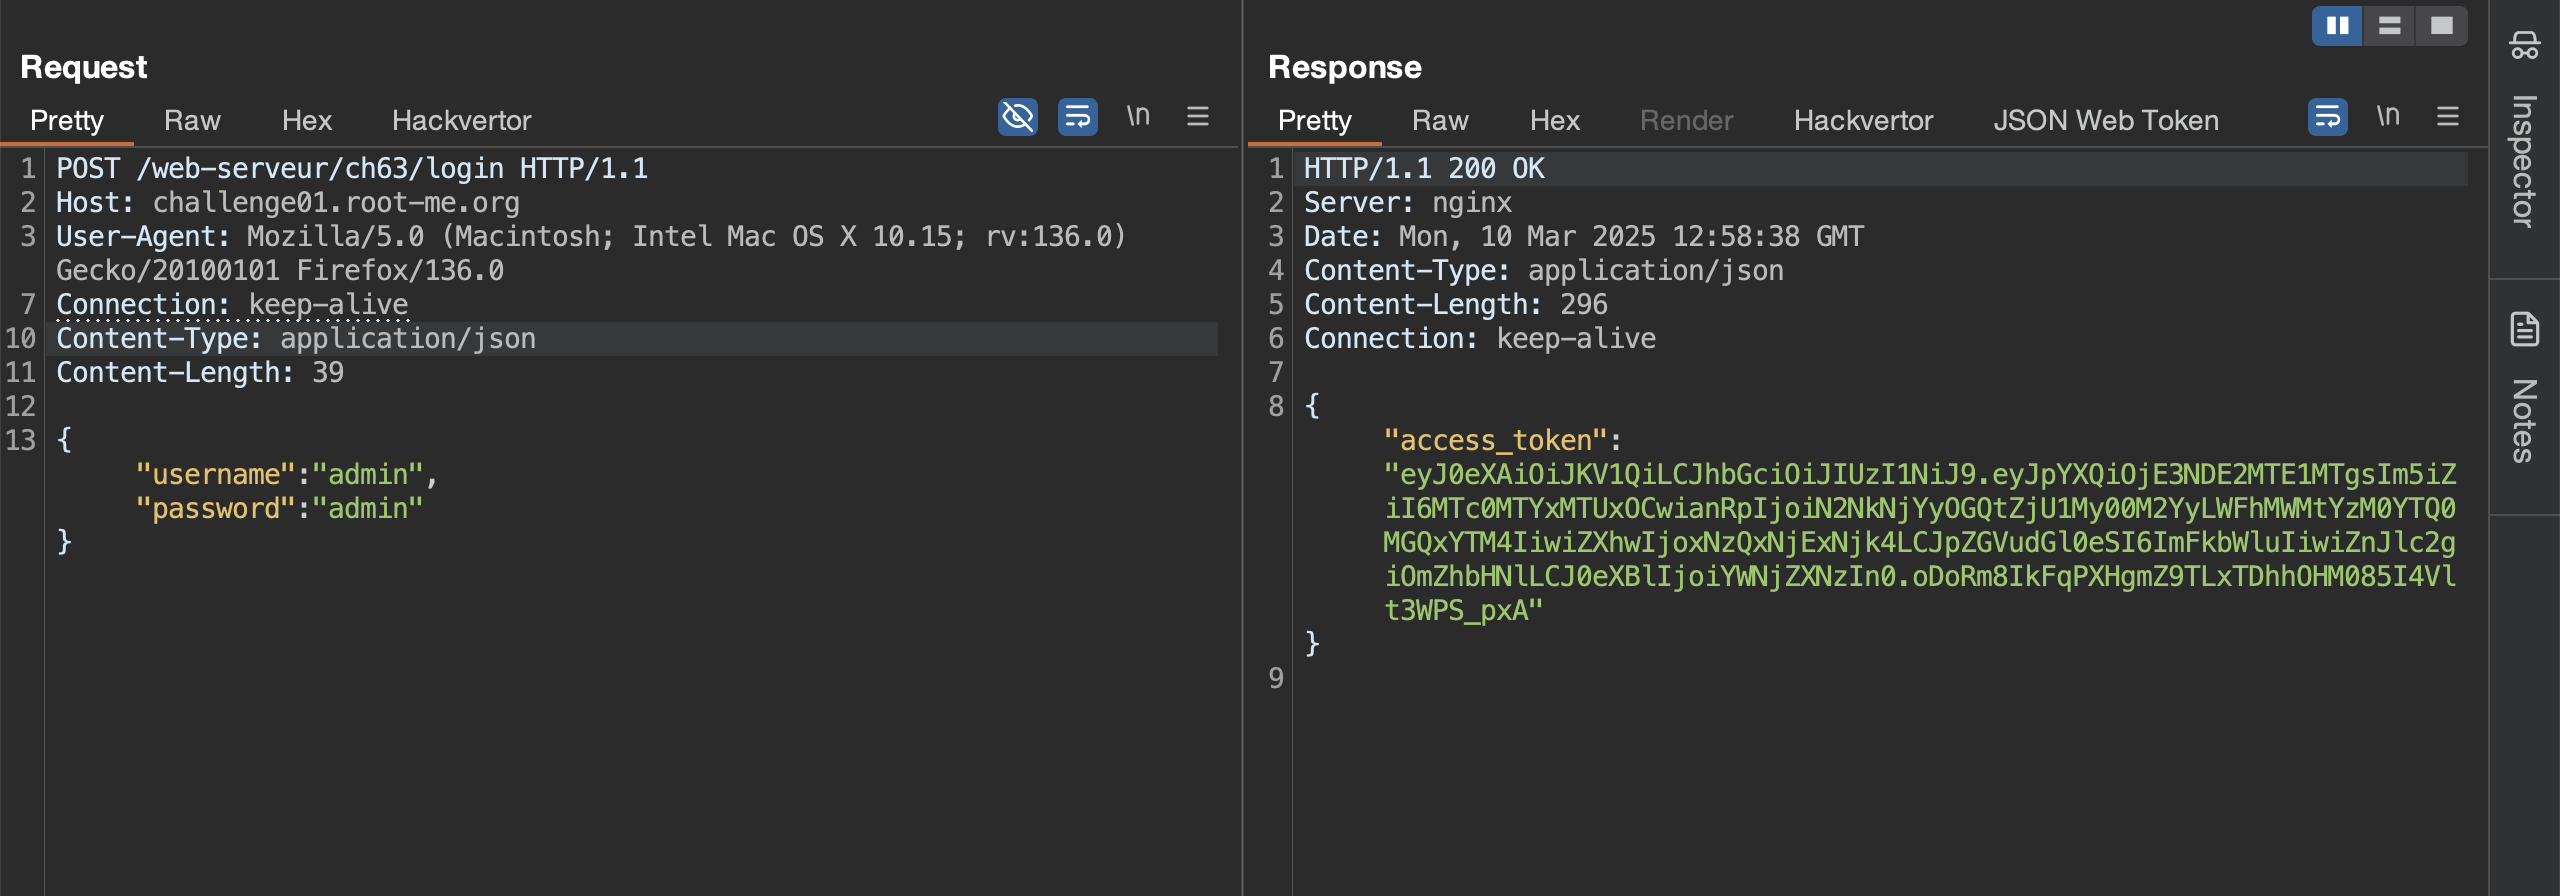 Request
Pretty Raw Hex Hackvertor \n
1 POST /web-serveur/ch63/login HTTP/1.1
2 Host: challenge01.root-me.org
3 User-Agent: Mozilla/5.0 (Macintosh; Intel Mac OS X 10.15; rv:136.0)
Gecko/20100101 Firefox/136.0
7 Connection: keep-alive
10 Content-Type: application/json
11 Content-Length: 39
12
13 {
"username":"admin",
"password":"admin"
}
Response
Pretty Raw Hex Render Hackvertor JSON Web Token \n
1 HTTP/1.1 200 OK
2 Server: nginx
3 Date: Mon, 10 Mar 2025 12:58:38 GMT
4 Content-Type: application/json
5 Content-Length: 296
6 Connection: keep-alive
7
8 {
"access_token":
"eyJ0eXAiOiJKV1QiLCJhbGciOiJIUzI1NiJ9.eyJpYXQiOjE3NDE2MTE1MTgsIm5iZ
iI6MTc0MTYxMTUxOCwianRpIjoiN2NkNjYyOGQtZjU1My00M2YyLWFhMWMtYzM0YTQ0
MGQxYTM4IiwiZXhwIjoxNzQxNjExNjk4LCJpZGVudGl0eSI6ImFkbWluIiwiZnJlc2g
iOmZhbHNlLCJ0eXBlIjoiYWNjZXNzIn0.oDoRm8IkFqPXHgmZ9TLxTDhhOHM085I4Vl
t3WPS_pxA"
}
9
Inspector
Notes